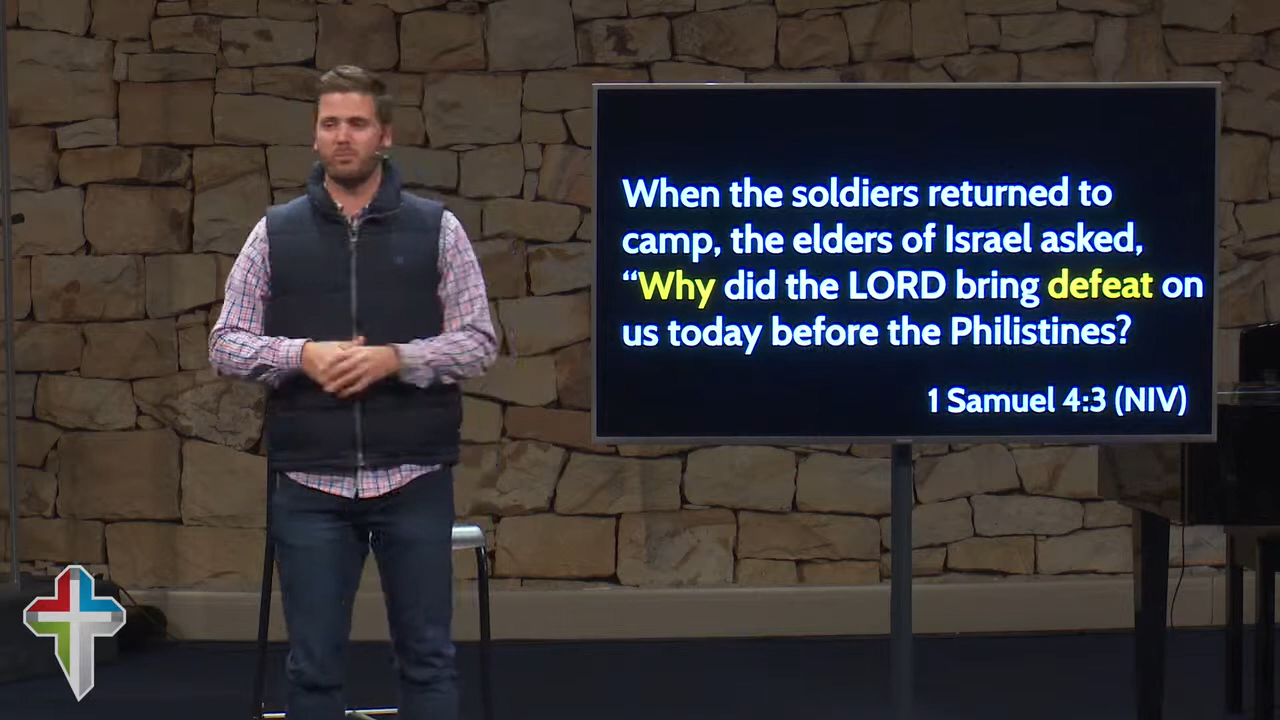 When the soldiers returned to
camp, the elders of Israel asked,
“Why did the LORD bring defeat on
us today before the Philistines?
1 Samuel 4:3 (NIV)